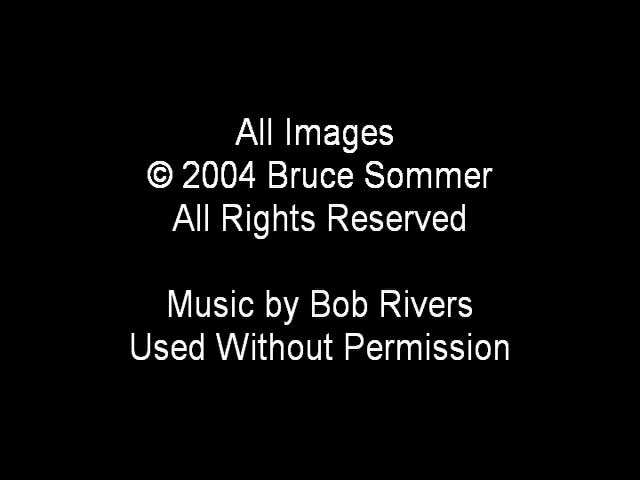 All Images
© 2004 Bruce Sommer
All Rights Reserved
Music by Bob Rivers
Used Without Permission